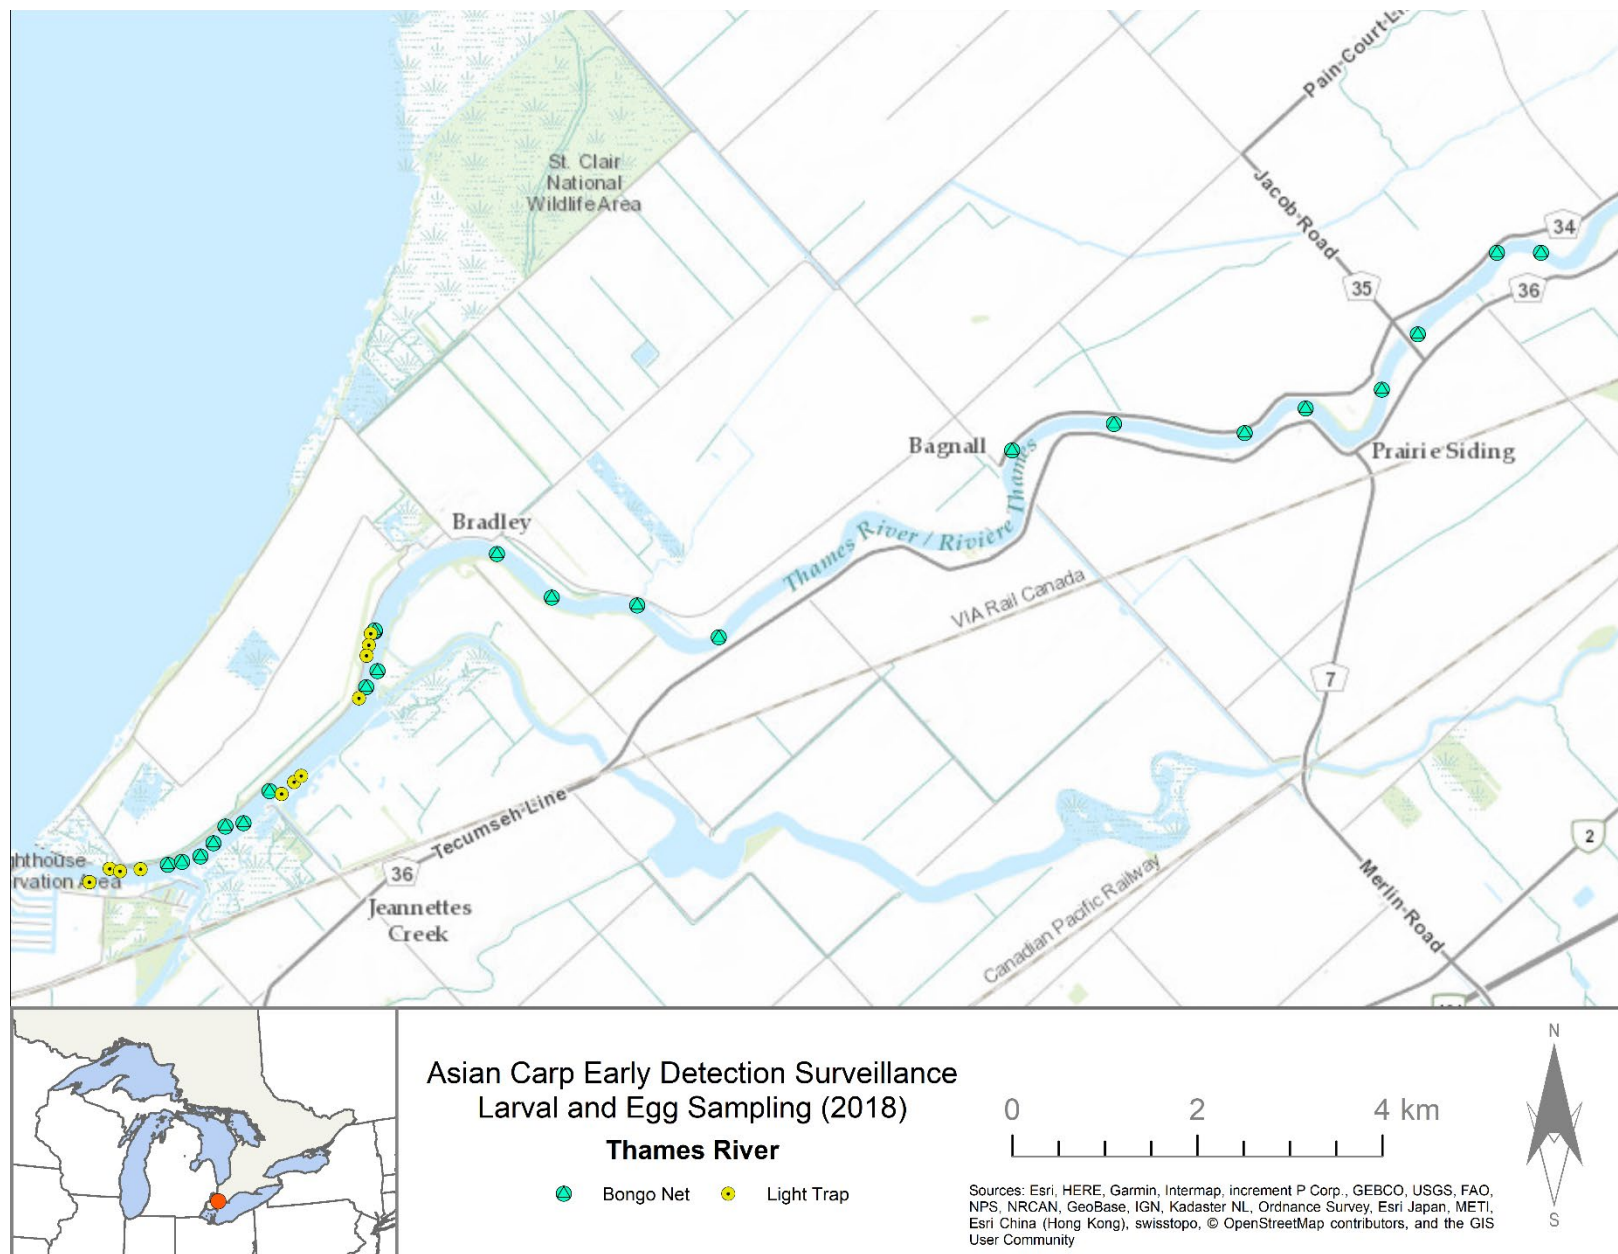 Pain-Court-Li
St. Clair
National
Wildlife Area
Jacob-Road
34
35
36
Bagnall
Prairie Siding
Bradley
Thames River / Rivière Thames
VIA Rail Canada
7
2
Tecumseh-Line
36
Jeannettes
Creek
ghthouse
rvation Area
Canadian Pacific Railway
Merlin-Road
Asian Carp Early Detection Surveillance
Larval and Egg Sampling (2018)
Thames River
Bongo Net
Light Trap
0 2 4 km
N
S
Sources: Esri, HERE, Garmin, Intermap, increment P Corp., GEBCO, USGS, FAO,
NPS, NRCAN, GeoBase, IGN, Kadaster NL, Ordnance Survey, Esri Japan, METI,
Esri China (Hong Kong), swisstopo, © OpenStreetMap contributors, and the GIS
User Community